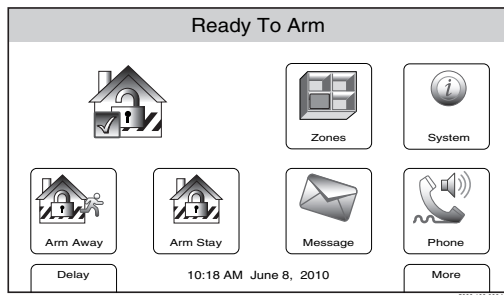 Ready To Arm
Zones
System
Arm Away
Arm Stay
Message
Phone
Delay
10:18 AM June 8, 2010
More